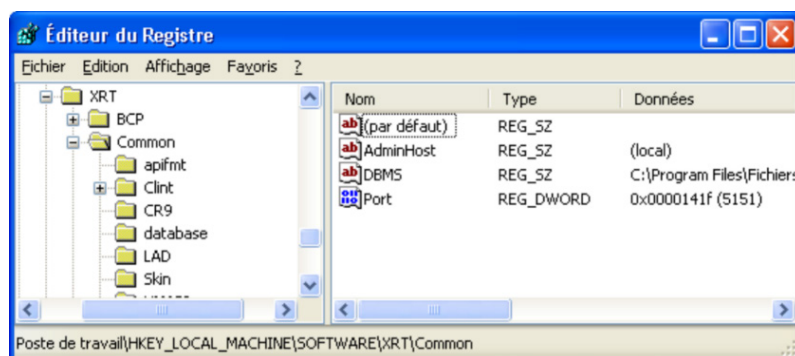 Éditeur du Registre
Fichier Edition Affichage Favoris ?
XRT
BCP
Common
apifmt
Clint
CR9
database
LAD
Skin
Nom Type Données
(par défaut) REG_SZ
AdminHost REG_SZ (local)
DBMS REG_SZ C:\Program Files\Fichiers
Port REG_DWORD 0x0000141f (5151)
Poste de travail\HKEY_LOCAL_MACHINE\SOFTWARE\XRT\Common